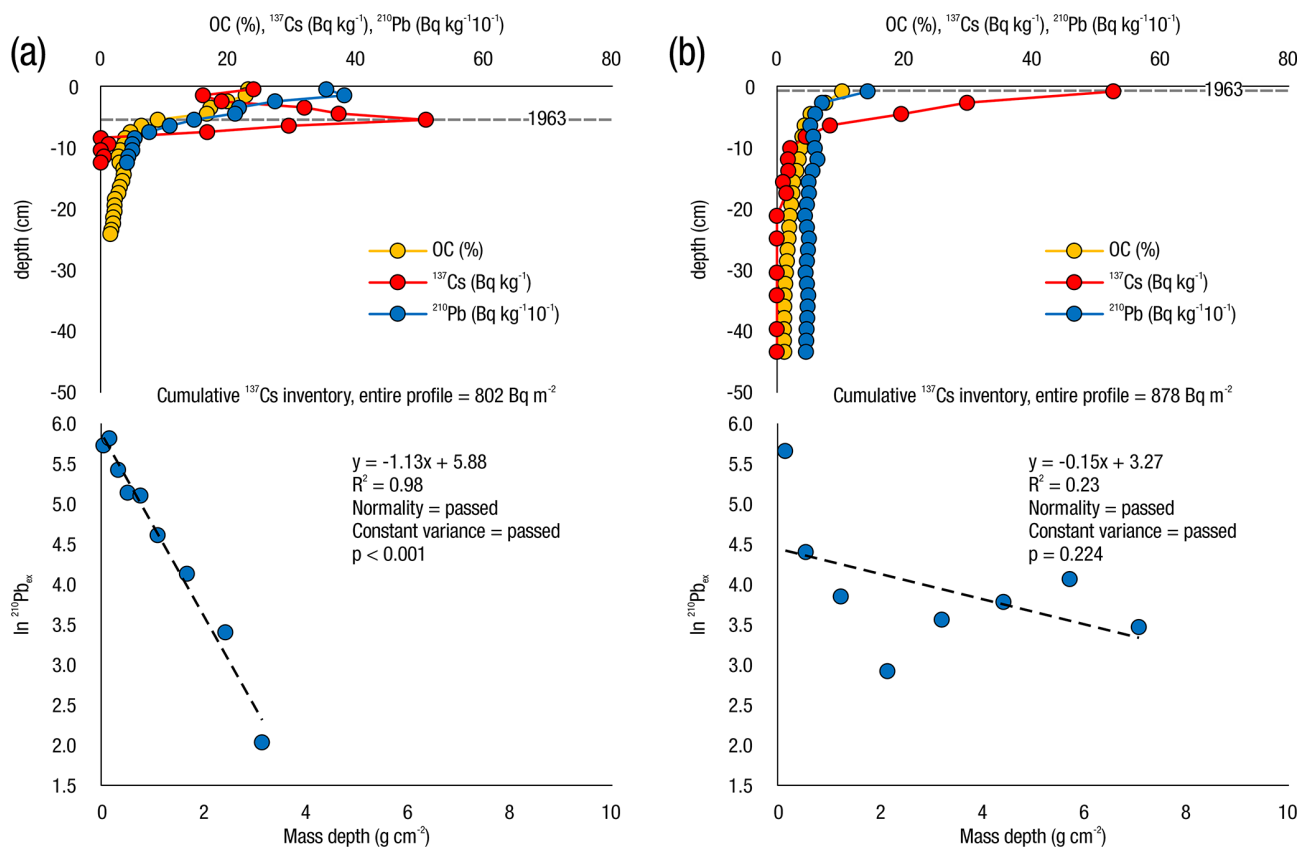 (a)
OC (%), ¹³⁷Cs (Bq kg⁻¹), ²¹⁰Pb (Bq kg⁻¹10⁻¹)
0 20 40 60 80
0
-10
-20
-30
-40
-50
depth (cm)
1963
OC (%)
¹³⁷Cs (Bq kg⁻¹)
²¹⁰Pb (Bq kg⁻¹10⁻¹)
Cumulative ¹³⁷Cs inventory, entire profile = 802 Bq m⁻²
6.0
5.5
5.0
4.5
4.0
3.5
3.0
2.5
2.0
1.5
ln ²¹⁰Pbₑₓ
y = -1.13x + 5.88
R² = 0.98
Normality = passed
Constant variance = passed
p < 0.001
0 2 4 6 8 10
Mass depth (g cm⁻²)
(b)
OC (%), ¹³⁷Cs (Bq kg⁻¹), ²¹⁰Pb (Bq kg⁻¹10⁻¹)
0 20 40 60 80
0
-10
-20
-30
-40
-50
depth (cm)
1963
OC (%)
¹³⁷Cs (Bq kg⁻¹)
²¹⁰Pb (Bq kg⁻¹10⁻¹)
Cumulative ¹³⁷Cs inventory, entire profile = 878 Bq m⁻²
6.0
5.5
5.0
4.5
4.0
3.5
3.0
2.5
2.0
1.5
ln ²¹⁰Pbₑₓ
y = -0.15x + 3.27
R² = 0.23
Normality = passed
Constant variance = passed
p = 0.224
0 2 4 6 8 10
Mass depth (g cm⁻²)